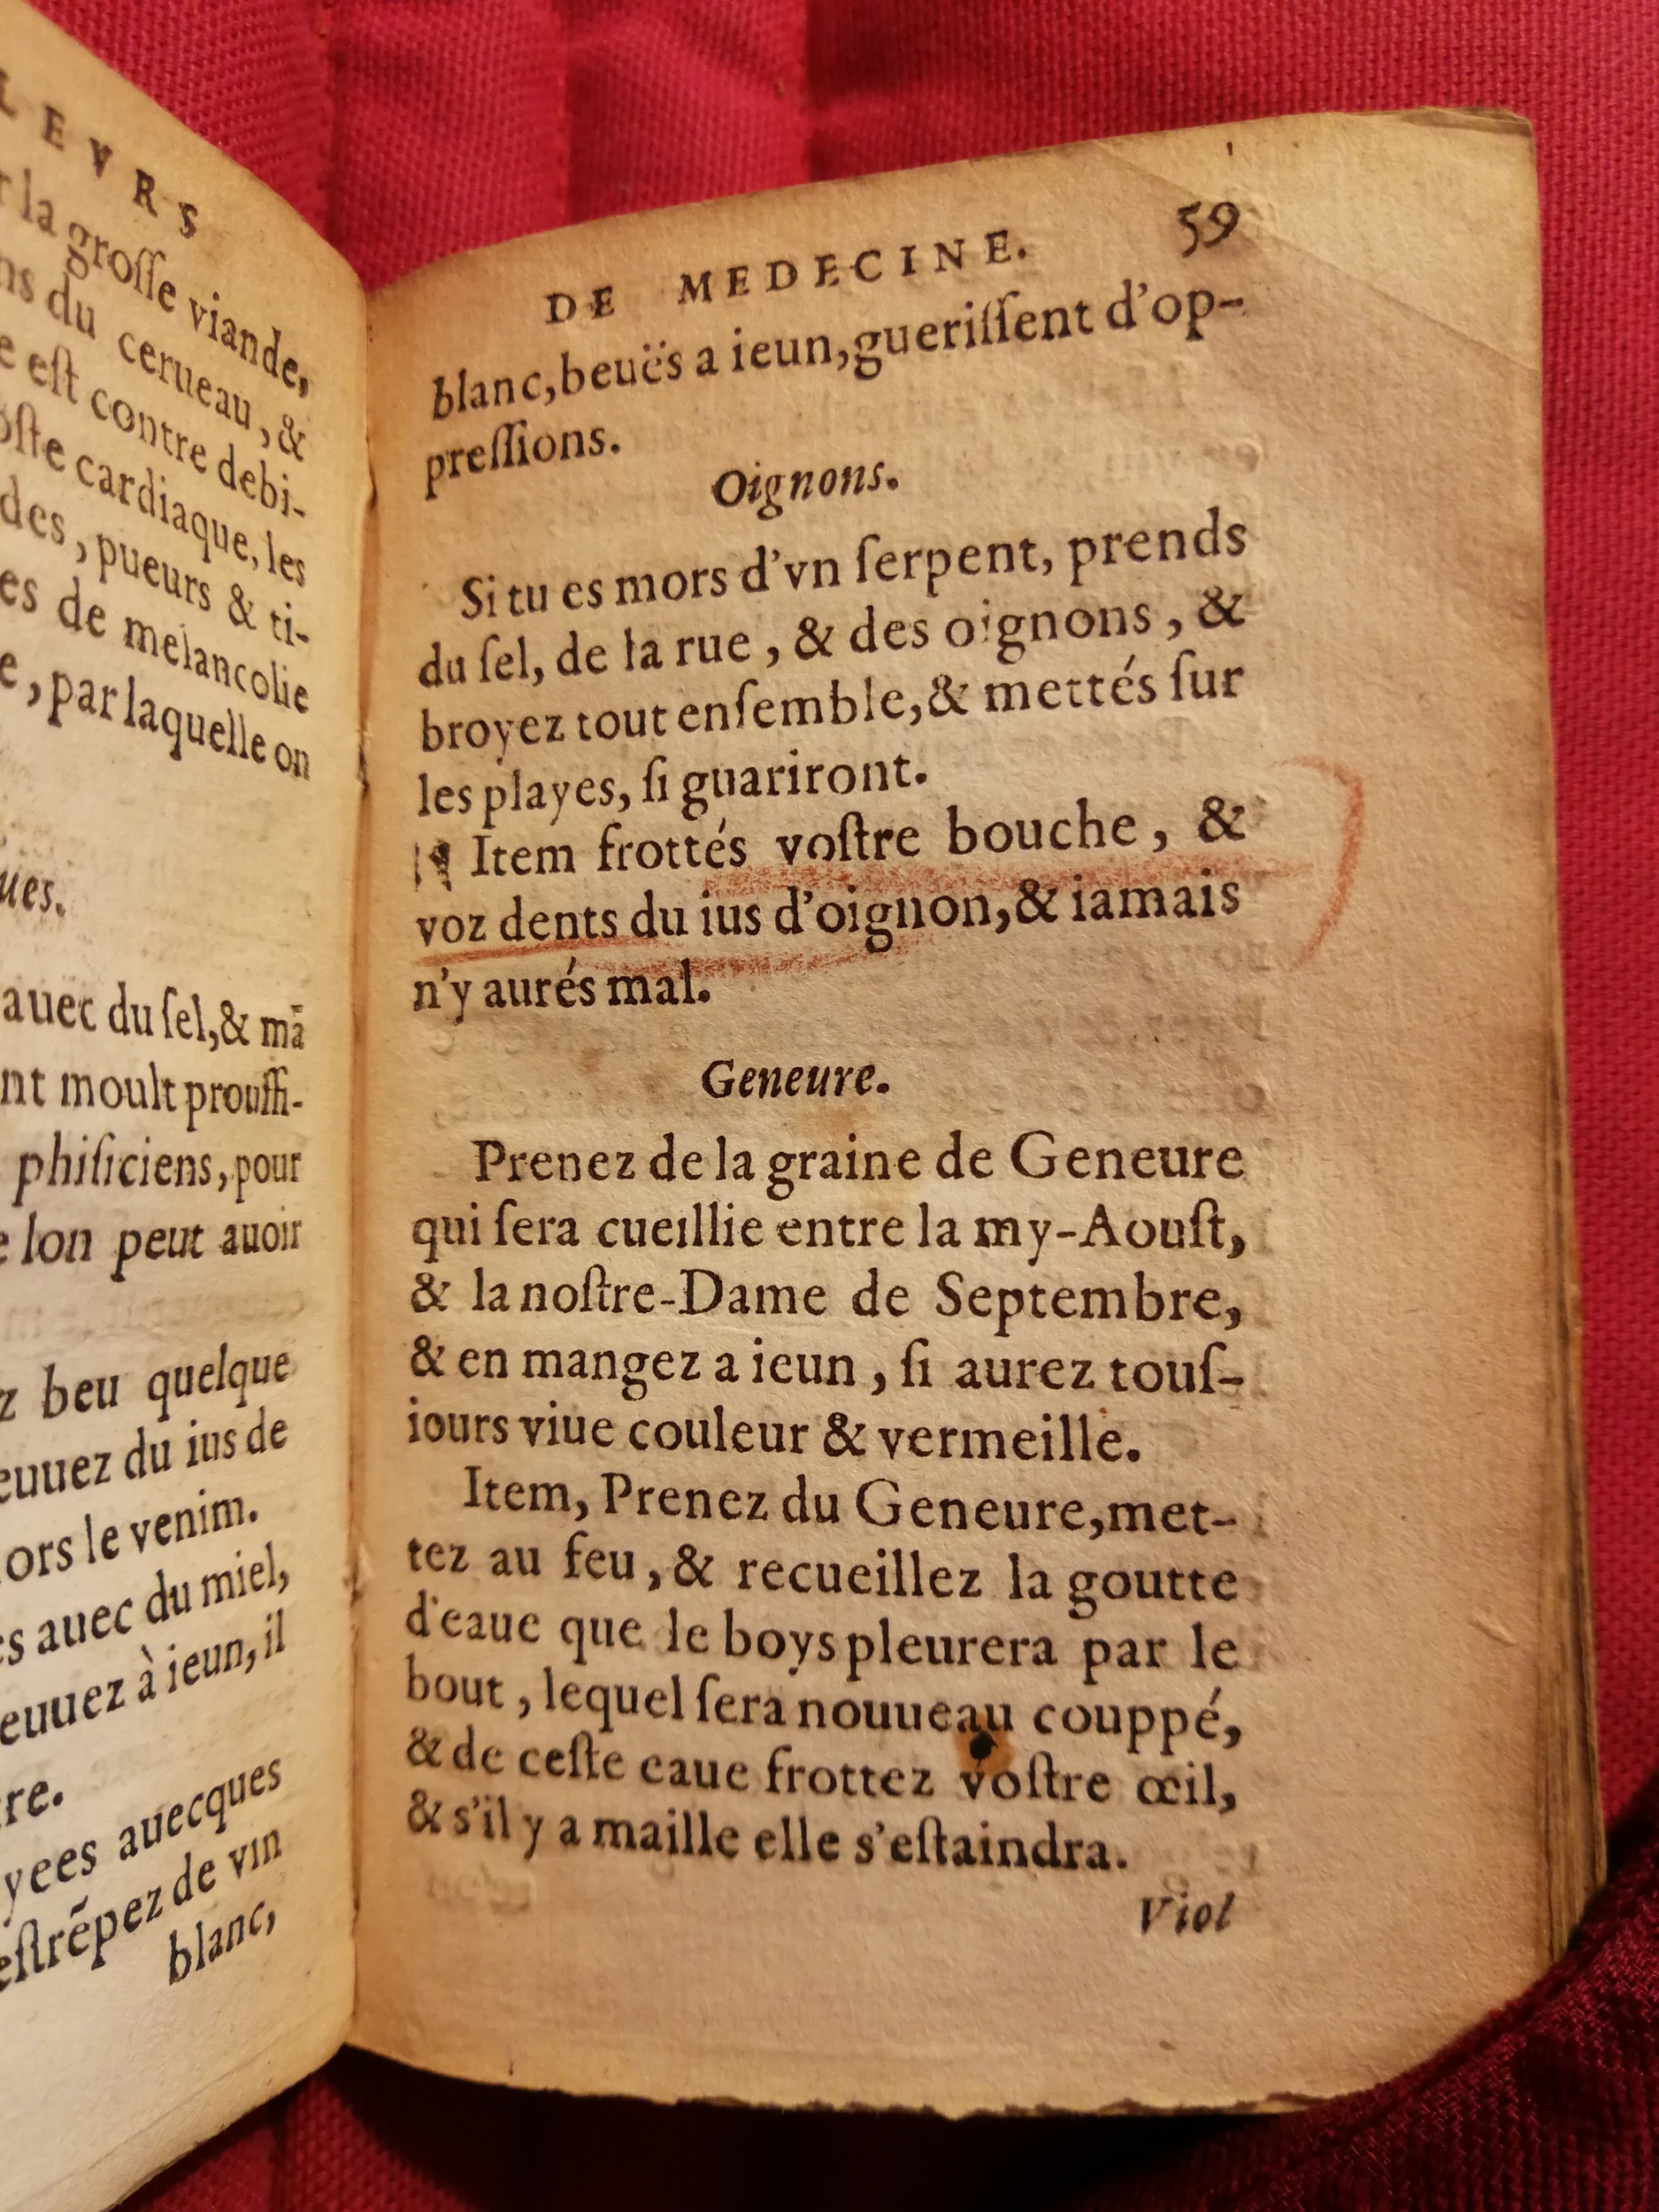 LEVRS
la groſſe viande,
du cerueau, &
eſt contre debi-
cardiaque, les
, pueurs & ti-
de melancolie
, par laquelle on
auec du ſel, & mā
moult prouffi-
phiſiciens, pour
lon peut auoir
beu quelque
du ius de
le venim.
auec du miel,
à ieun, il
auecques
de vin
blanc,
DE MEDECINE. 59
blanc, beuës a ieun, gueriſſent d'op-
preſſions.
Oignons.
Si tu es mors d'vn ſerpent, prends
du ſel, de la rue, & des oignons, &
broyez tout enſemble, & mettés ſur
les playes, ſi guariront.
¶ Item frottés voſtre bouche, &
voz dents du ius d'oignon, & iamais
n'y aurés mal.
Geneure.
Prenez de la graine de Geneure
qui ſera cueillie entre la my-Aouſt,
& la noſtre-Dame de Septembre,
& en mangez a ieun, ſi aurez touſ-
iours viue couleur & vermeille.
Item, Prenez du Geneure, met-
tez au feu, & recueillez la goutte
d'eaue que le boys pleurera par le
bout, lequel ſera nouueau couppé,
& de ceſte eaue frottez voſtre œil,
& s'il y a maille elle s'eſtaindra.
Viol